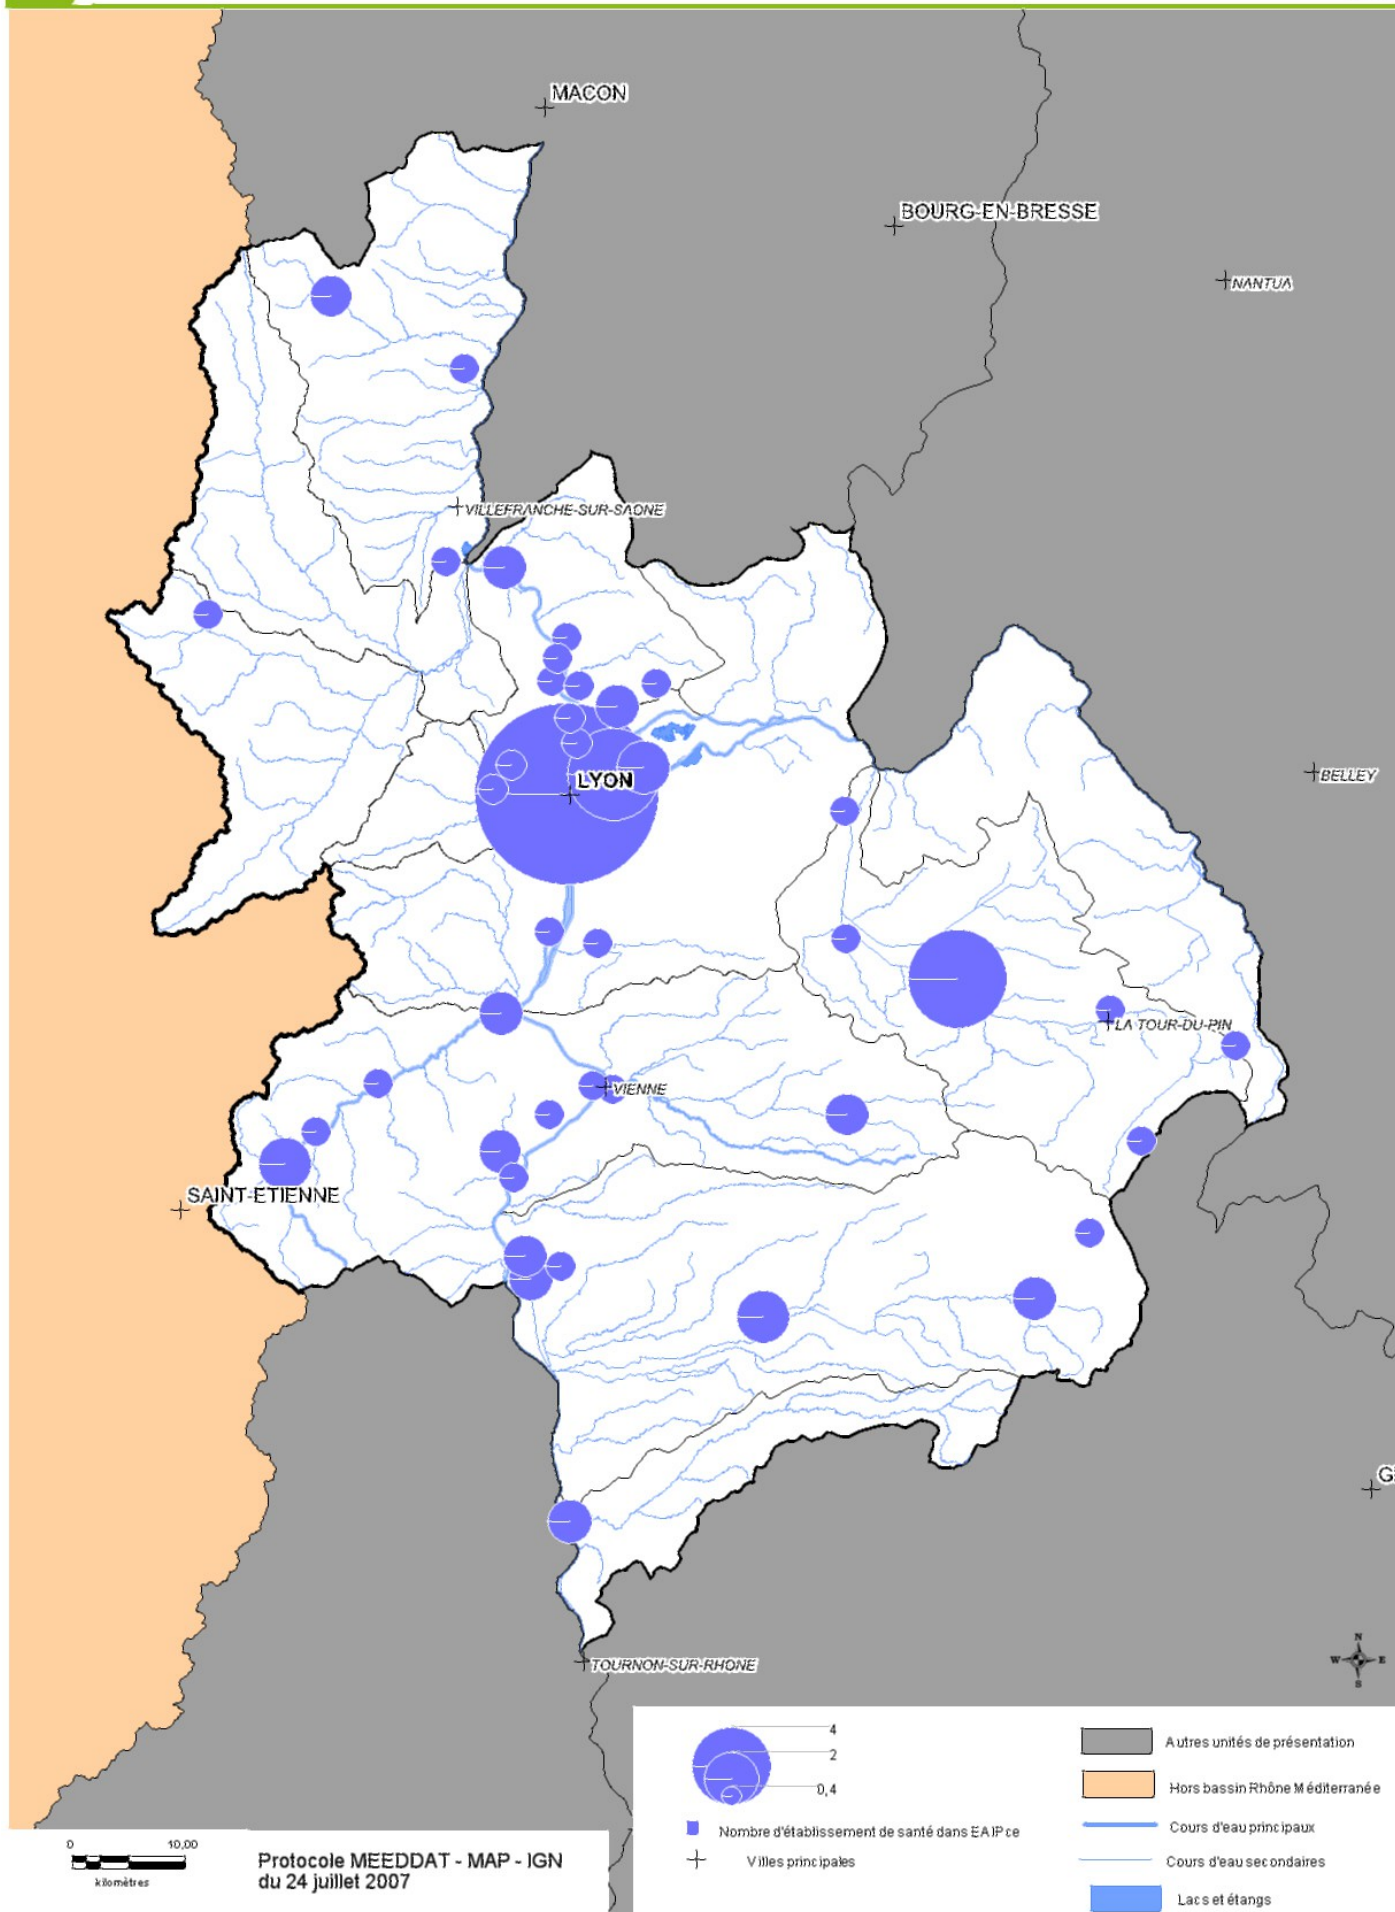 MACON
BOURG-EN-BRESSE
NANTUA
VILLEFRANCHE-SUR-SAONE
LYON
BELLEY
LA TOUR-DU-PIN
VIENNE
SAINT-ETIENNE
G
TOURNON-SUR-RHONE
N
W E
S
4
2
0,4
Nombre d'établissement de santé dans EAIPce
Villes principales
Autres unités de présentation
Hors bassin Rhône Méditerranée
Cours d'eau principaux
Cours d'eau secondaires
Lacs et étangs
0 10,00
kilomètres
Protocole MEEDDAT - MAP - IGN
du 24 juillet 2007